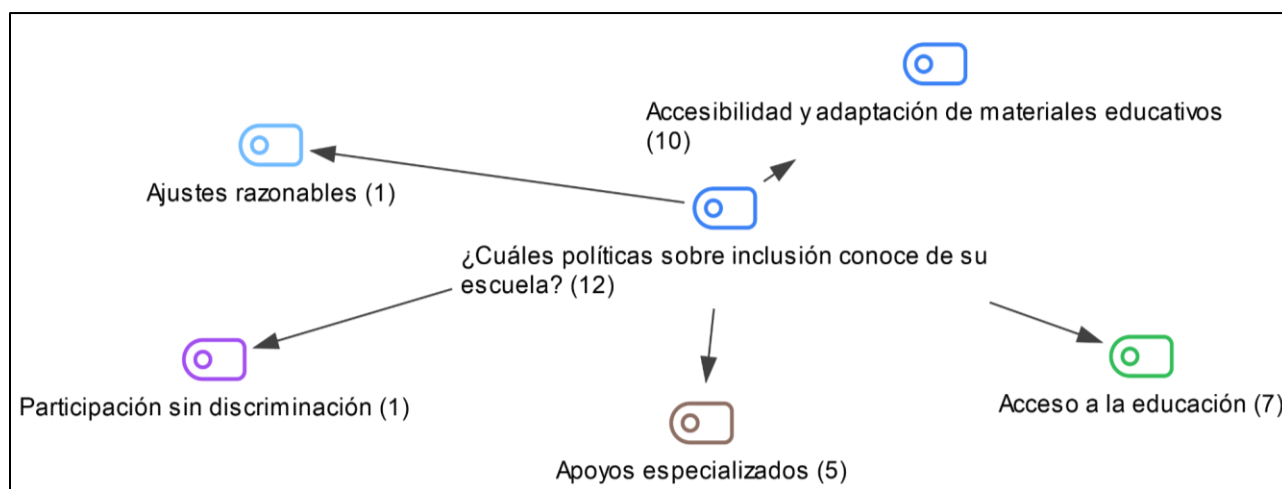 Accesibilidad y adaptación de materiales educativos
(10)
Ajustes razonables (1)
¿Cuáles políticas sobre inclusión conoce de su
escuela? (12)
Participación sin discriminación (1)
Acceso a la educación (7)
Apoyos especializados (5)